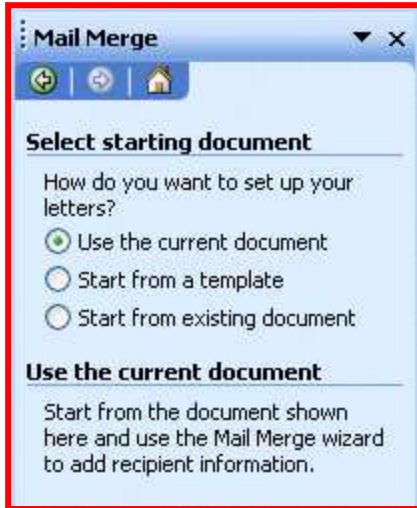 Mail Merge
Select starting document
How do you want to set up your
letters?
Use the current document
Start from a template
Start from existing document
Use the current document
Start from the document shown
here and use the Mail Merge wizard
to add recipient information.